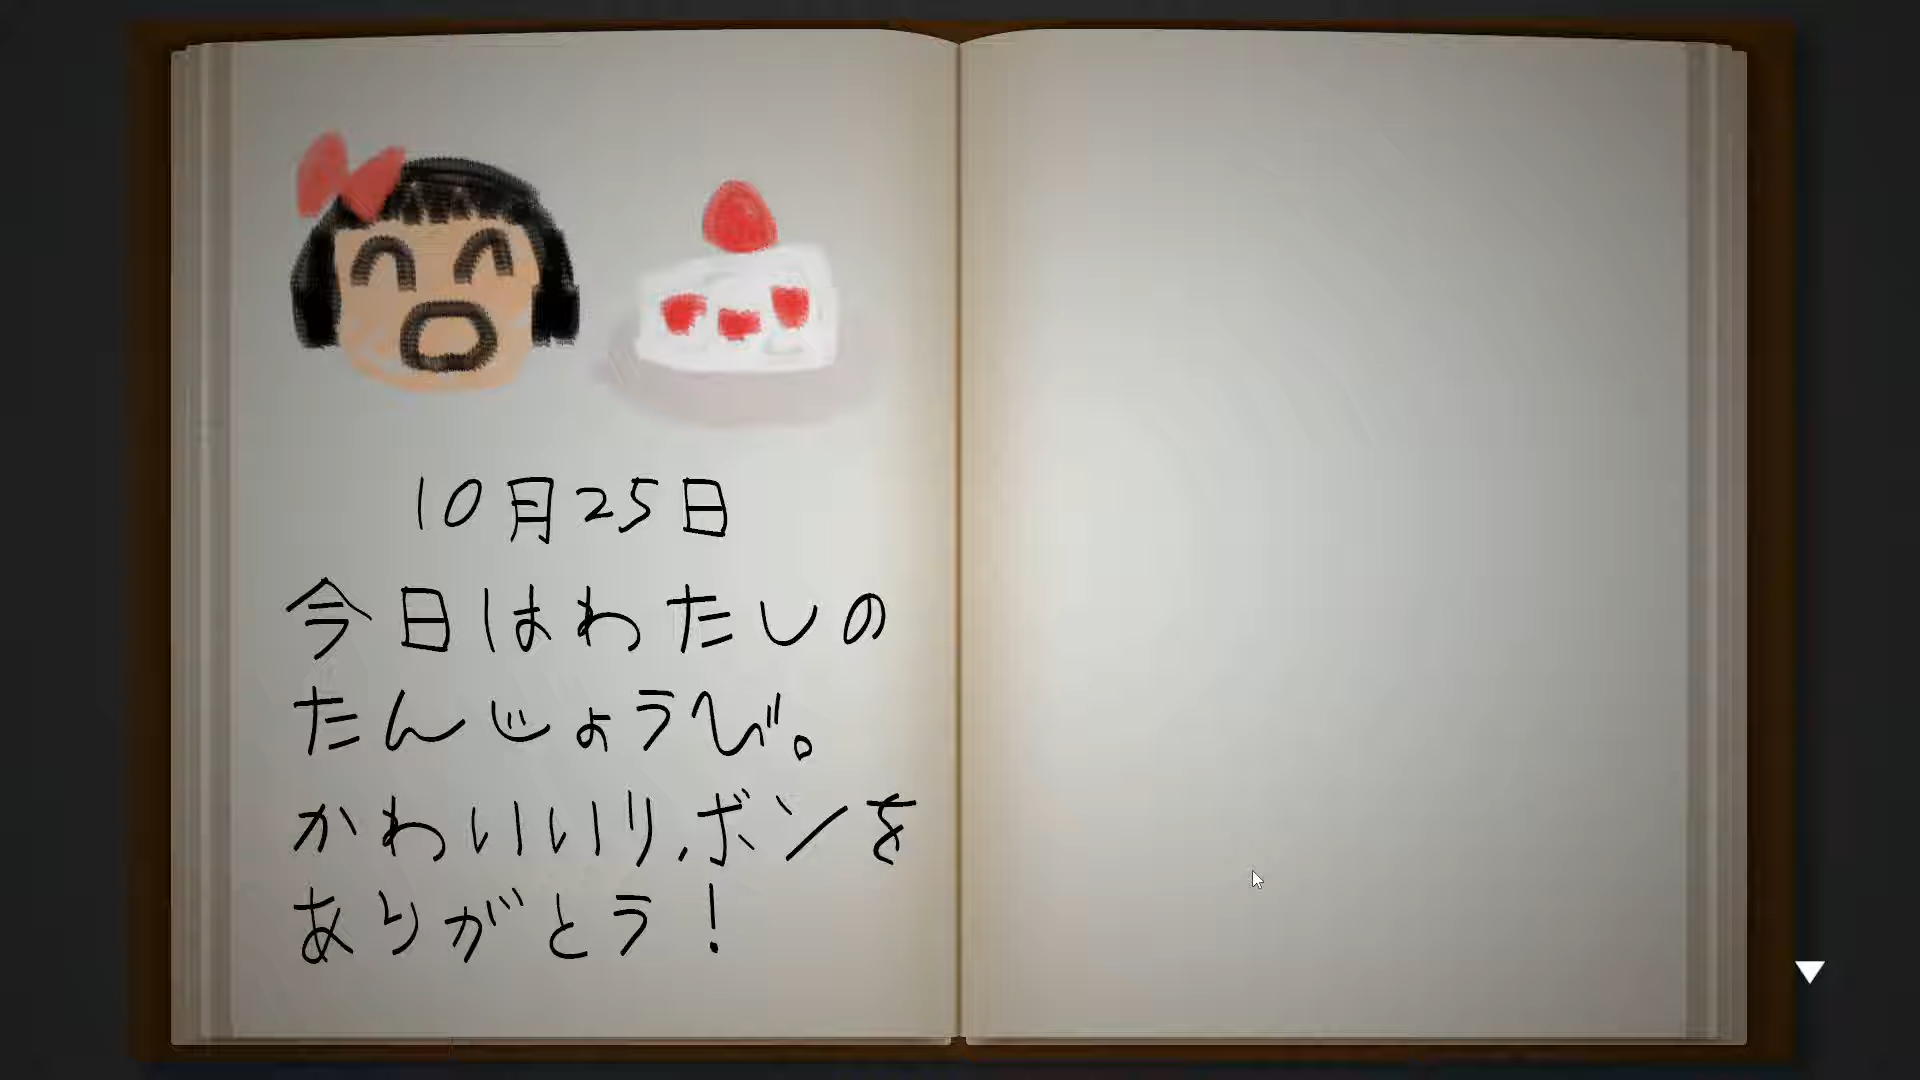 10月25日
今日はわたしの
たんじょうび。
かわいいリボンを
ありがとう!